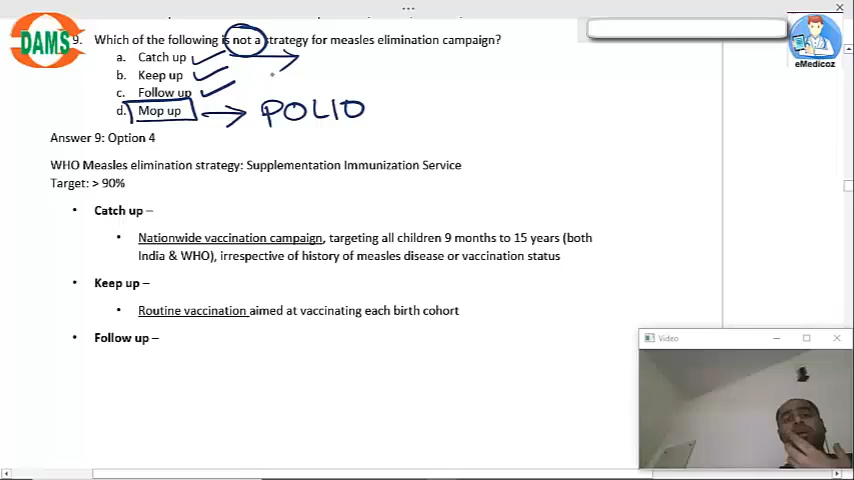 ...
DAMS
eMedicoz
9. Which of the following is not a strategy for measles elimination campaign?
a. Catch up
b. Keep up
c. Follow up
d. Mop up → POLIO
Answer 9: Option 4
WHO Measles elimination strategy: Supplementation Immunization Service
Target: > 90%
• Catch up –
• Nationwide vaccination campaign, targeting all children 9 months to 15 years (both
India & WHO), irrespective of history of measles disease or vaccination status
• Keep up –
• Routine vaccination aimed at vaccinating each birth cohort
• Follow up –
Video